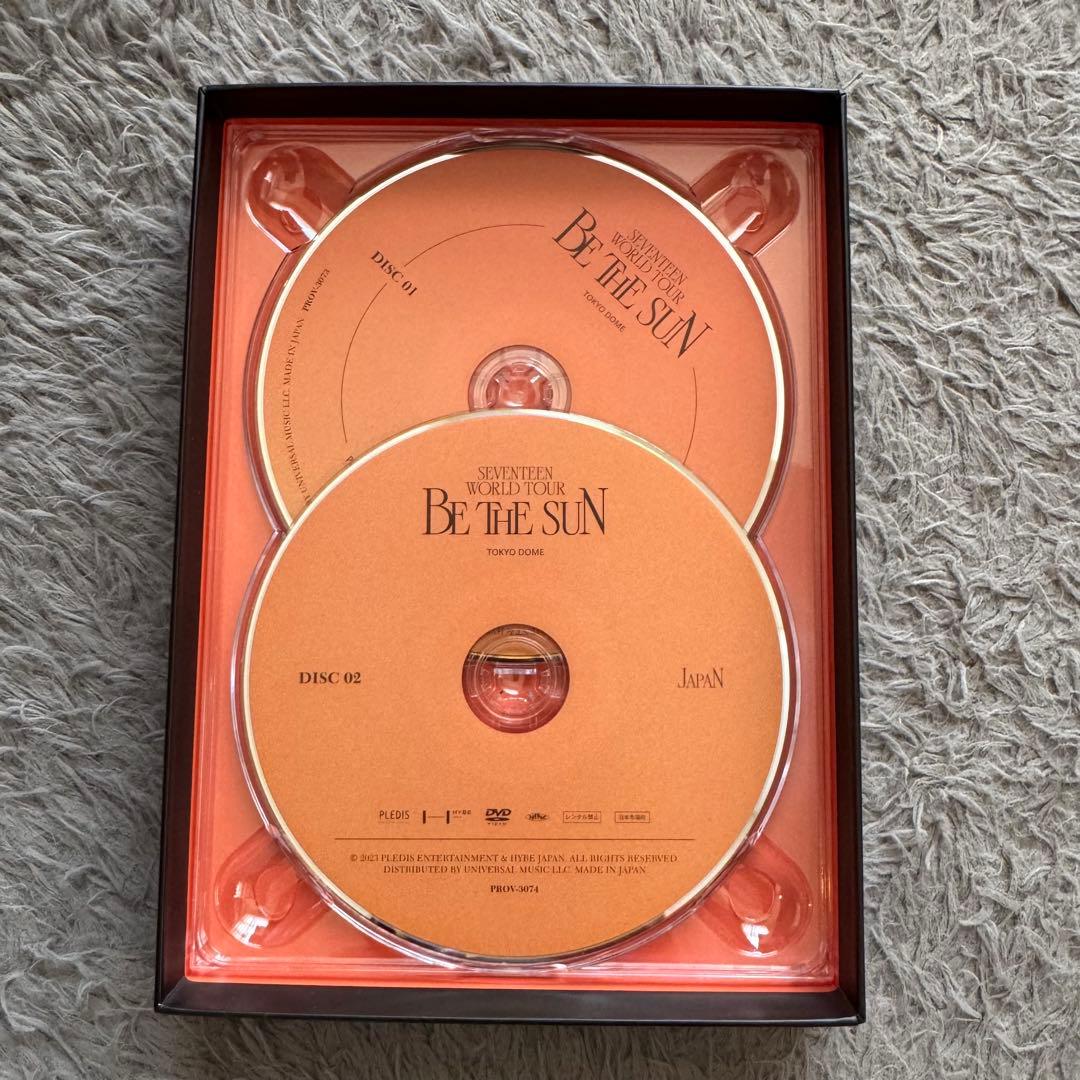 SEVENTEEN
WORLD TOUR
BE THE SUN
TOKYO DOME
DISC 01
UNIVERSAL MUSIC LLC. MADE IN JAPAN
PROV-3073
SEVENTEEN
WORLD TOUR
BE THE SUN
TOKYO DOME
DISC 02
JAPAN
PLEDIS
HYBE
DVD
VIDEO
レンタル禁止
日本市場向
© 2023 PLEDIS ENTERTAINMENT & HYBE JAPAN. ALL RIGHTS RESERVED
DISTRIBUTED BY UNIVERSAL MUSIC LLC. MADE IN JAPAN
PROV-3074